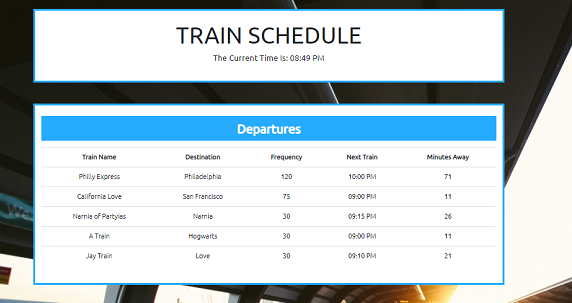 TRAIN SCHEDULE
The Current Time Is: 08:49 PM
Departures
Train Name Destination Frequency Next Train Minutes Away
Philly Express Philadelphia 120 10:00 PM 71
California Love San Francisco 75 09:00 PM 11
Narnia of Partyias Narnia 30 09:15 PM 26
A Train Hogwarts 30 09:00 PM 11
Jay Train Love 30 09:10 PM 21